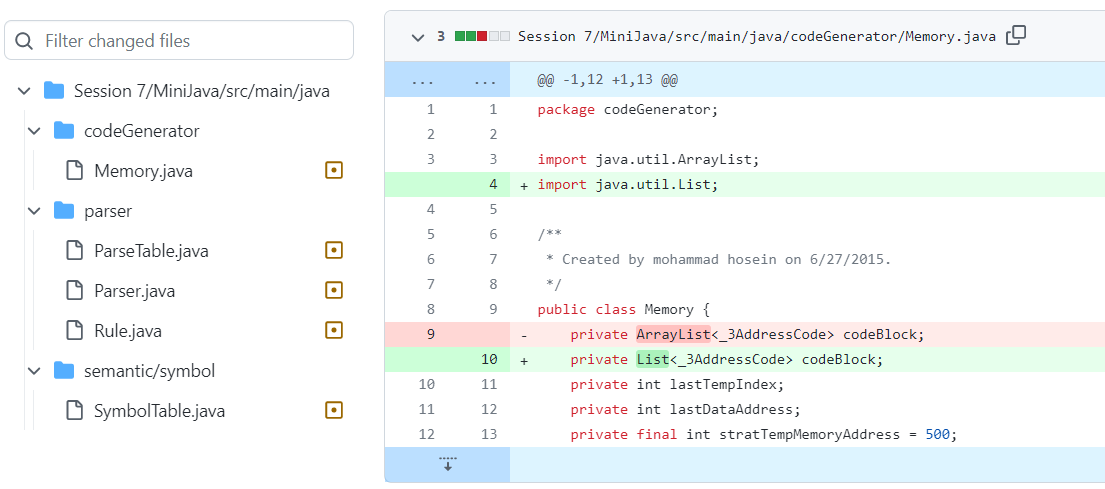 Filter changed files
Session 7/MiniJava/src/main/java
codeGenerator
Memory.java
parser
ParseTable.java
Parser.java
Rule.java
semantic/symbol
SymbolTable.java
3 Session 7/MiniJava/src/main/java/codeGenerator/Memory.java
... ... @@ -1,12 +1,13 @@
1 1 package codeGenerator;
2 2
3 3 import java.util.ArrayList;
4 + import java.util.List;
4 5
5 6 /**
6 7 * Created by mohammad hosein on 6/27/2015.
7 8 */
8 9 public class Memory {
9 - private ArrayList<_3AddressCode> codeBlock;
10 + private List<_3AddressCode> codeBlock;
10 11 private int lastTempIndex;
11 12 private int lastDataAddress;
12 13 private final int stratTempMemoryAddress = 500;